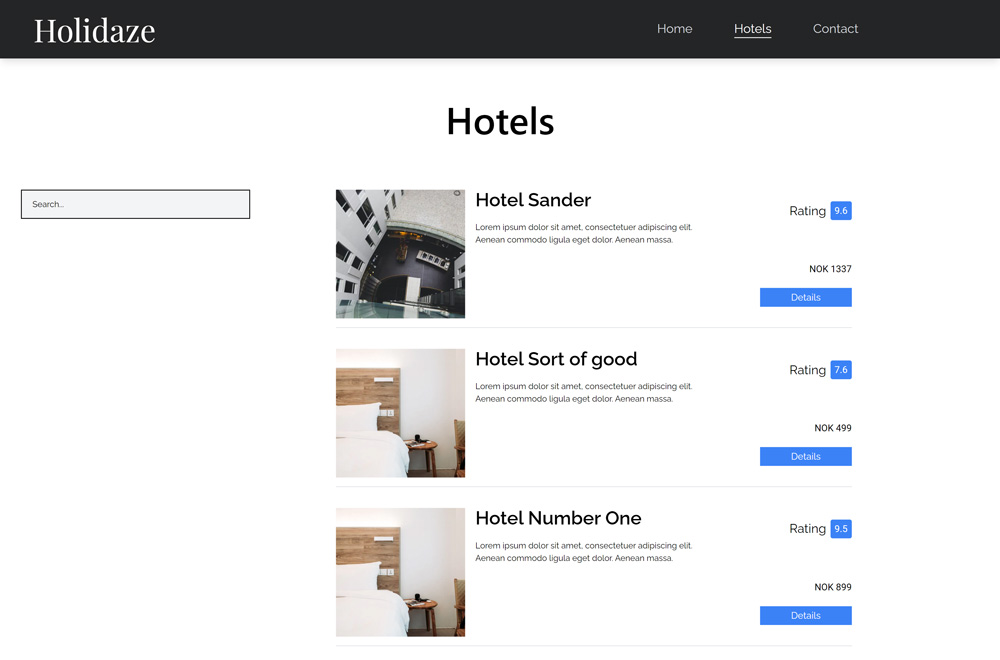 Holidaze
Home Hotels Contact
Hotels
Search...
Hotel Sander
Lorem ipsum dolor sit amet, consectetuer adipiscing elit.
Aenean commodo ligula eget dolor. Aenean massa.
Rating 9.6
NOK 1337
Details
Hotel Sort of good
Lorem ipsum dolor sit amet, consectetuer adipiscing elit.
Aenean commodo ligula eget dolor. Aenean massa.
Rating 7.6
NOK 499
Details
Hotel Number One
Lorem ipsum dolor sit amet, consectetuer adipiscing elit.
Aenean commodo ligula eget dolor. Aenean massa.
Rating 9.5
NOK 899
Details